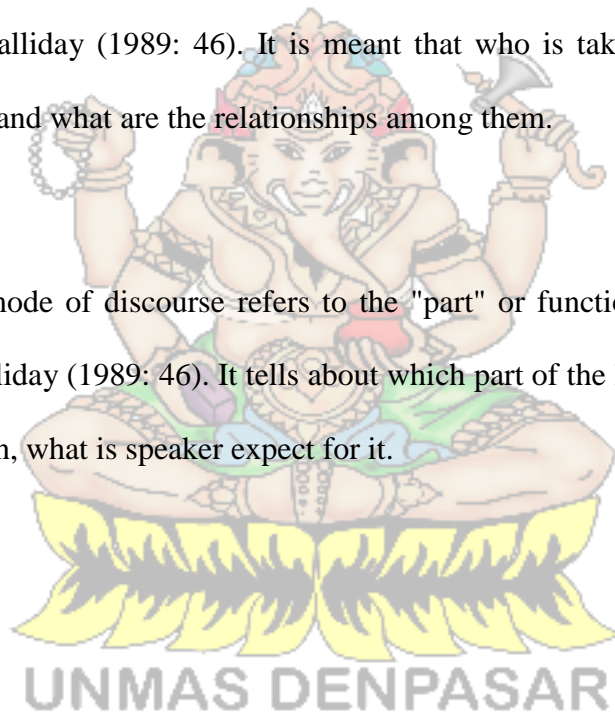 alliday (1989: 46). It is meant that who is tak
and what are the relationships among them.
node of discourse refers to the "part" or functi
liday (1989: 46). It tells about which part of the
n, what is speaker expect for it.
UNMAS DENPASAR